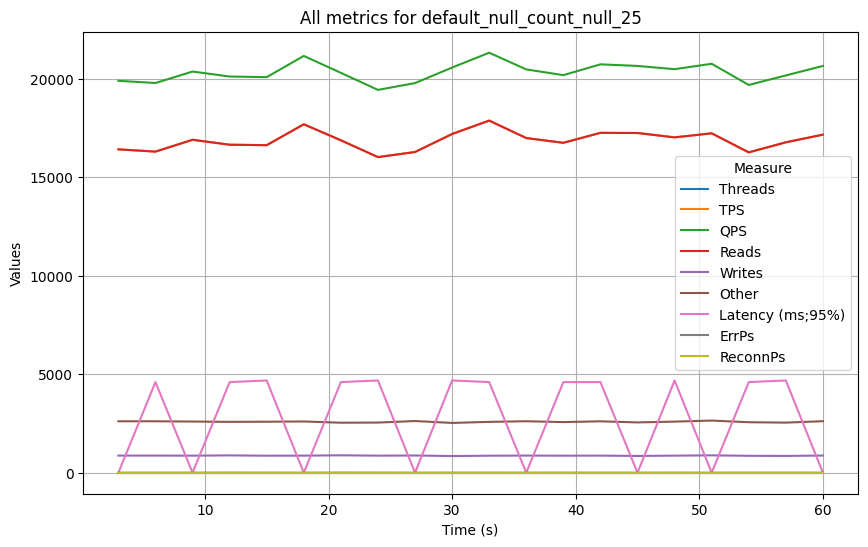 All metrics for default_null_count_null_25
Values
20000
15000
10000
5000
0
Measure
Threads
TPS
QPS
Reads
Writes
Other
Latency (ms;95%)
ErrPs
ReconnPs
10 20 30 40 50 60
Time (s)